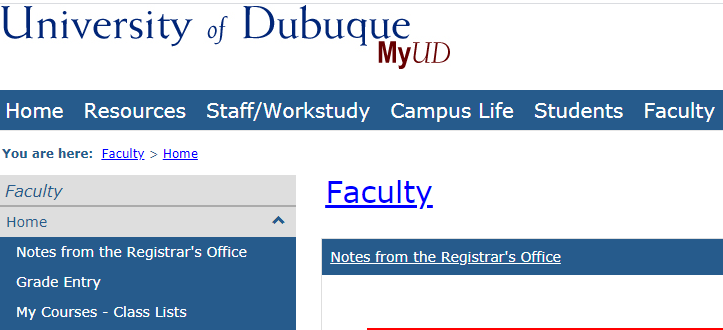 University of Dubuque
MyUD
Home Resources Staff/Workstudy Campus Life Students Faculty
You are here: Faculty > Home
Faculty
Home
Notes from the Registrar's Office
Grade Entry
My Courses - Class Lists
Faculty
Notes from the Registrar's Office